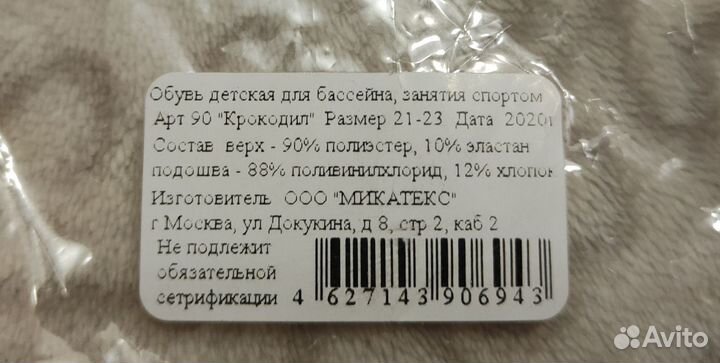 Обувь детская для бассейна, занятия спортом
Арт 90 "Крокодил" Размер 21-23 Дата 2020г
Состав верх - 90% полиэстер, 10% эластан
подошва - 88% поливинилхлорид, 12% хлопок
Изготовитель ООО "МИКАТЕКС"
г Москва, ул Докукина, д 8, стр 2, каб 2
Не подлежит
обязательной
сетрификации
4 627143 906943
Avito